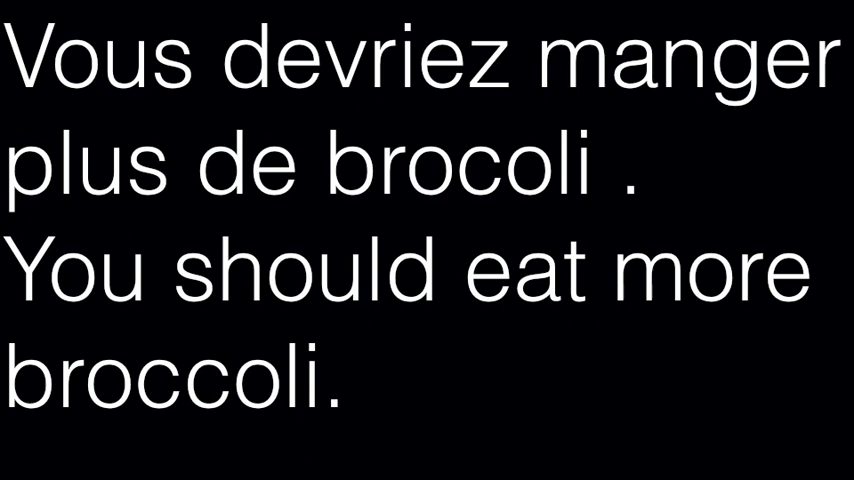 Vous devriez manger
plus de brocoli .
You should eat more
broccoli.